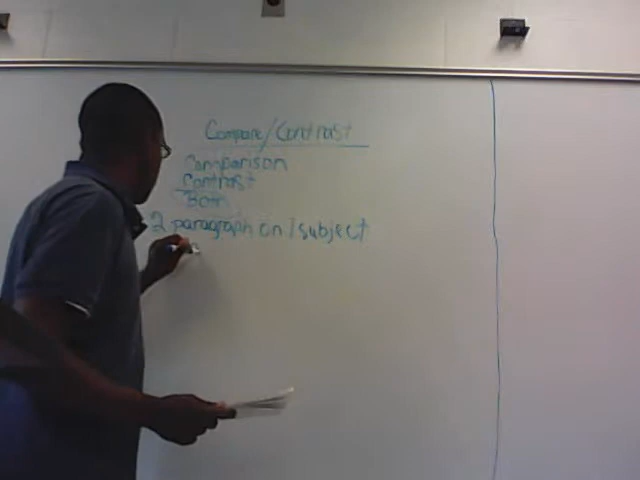 Compare/Contrast
Comparison
Contrast
Both
2 paragraph on 1 subject